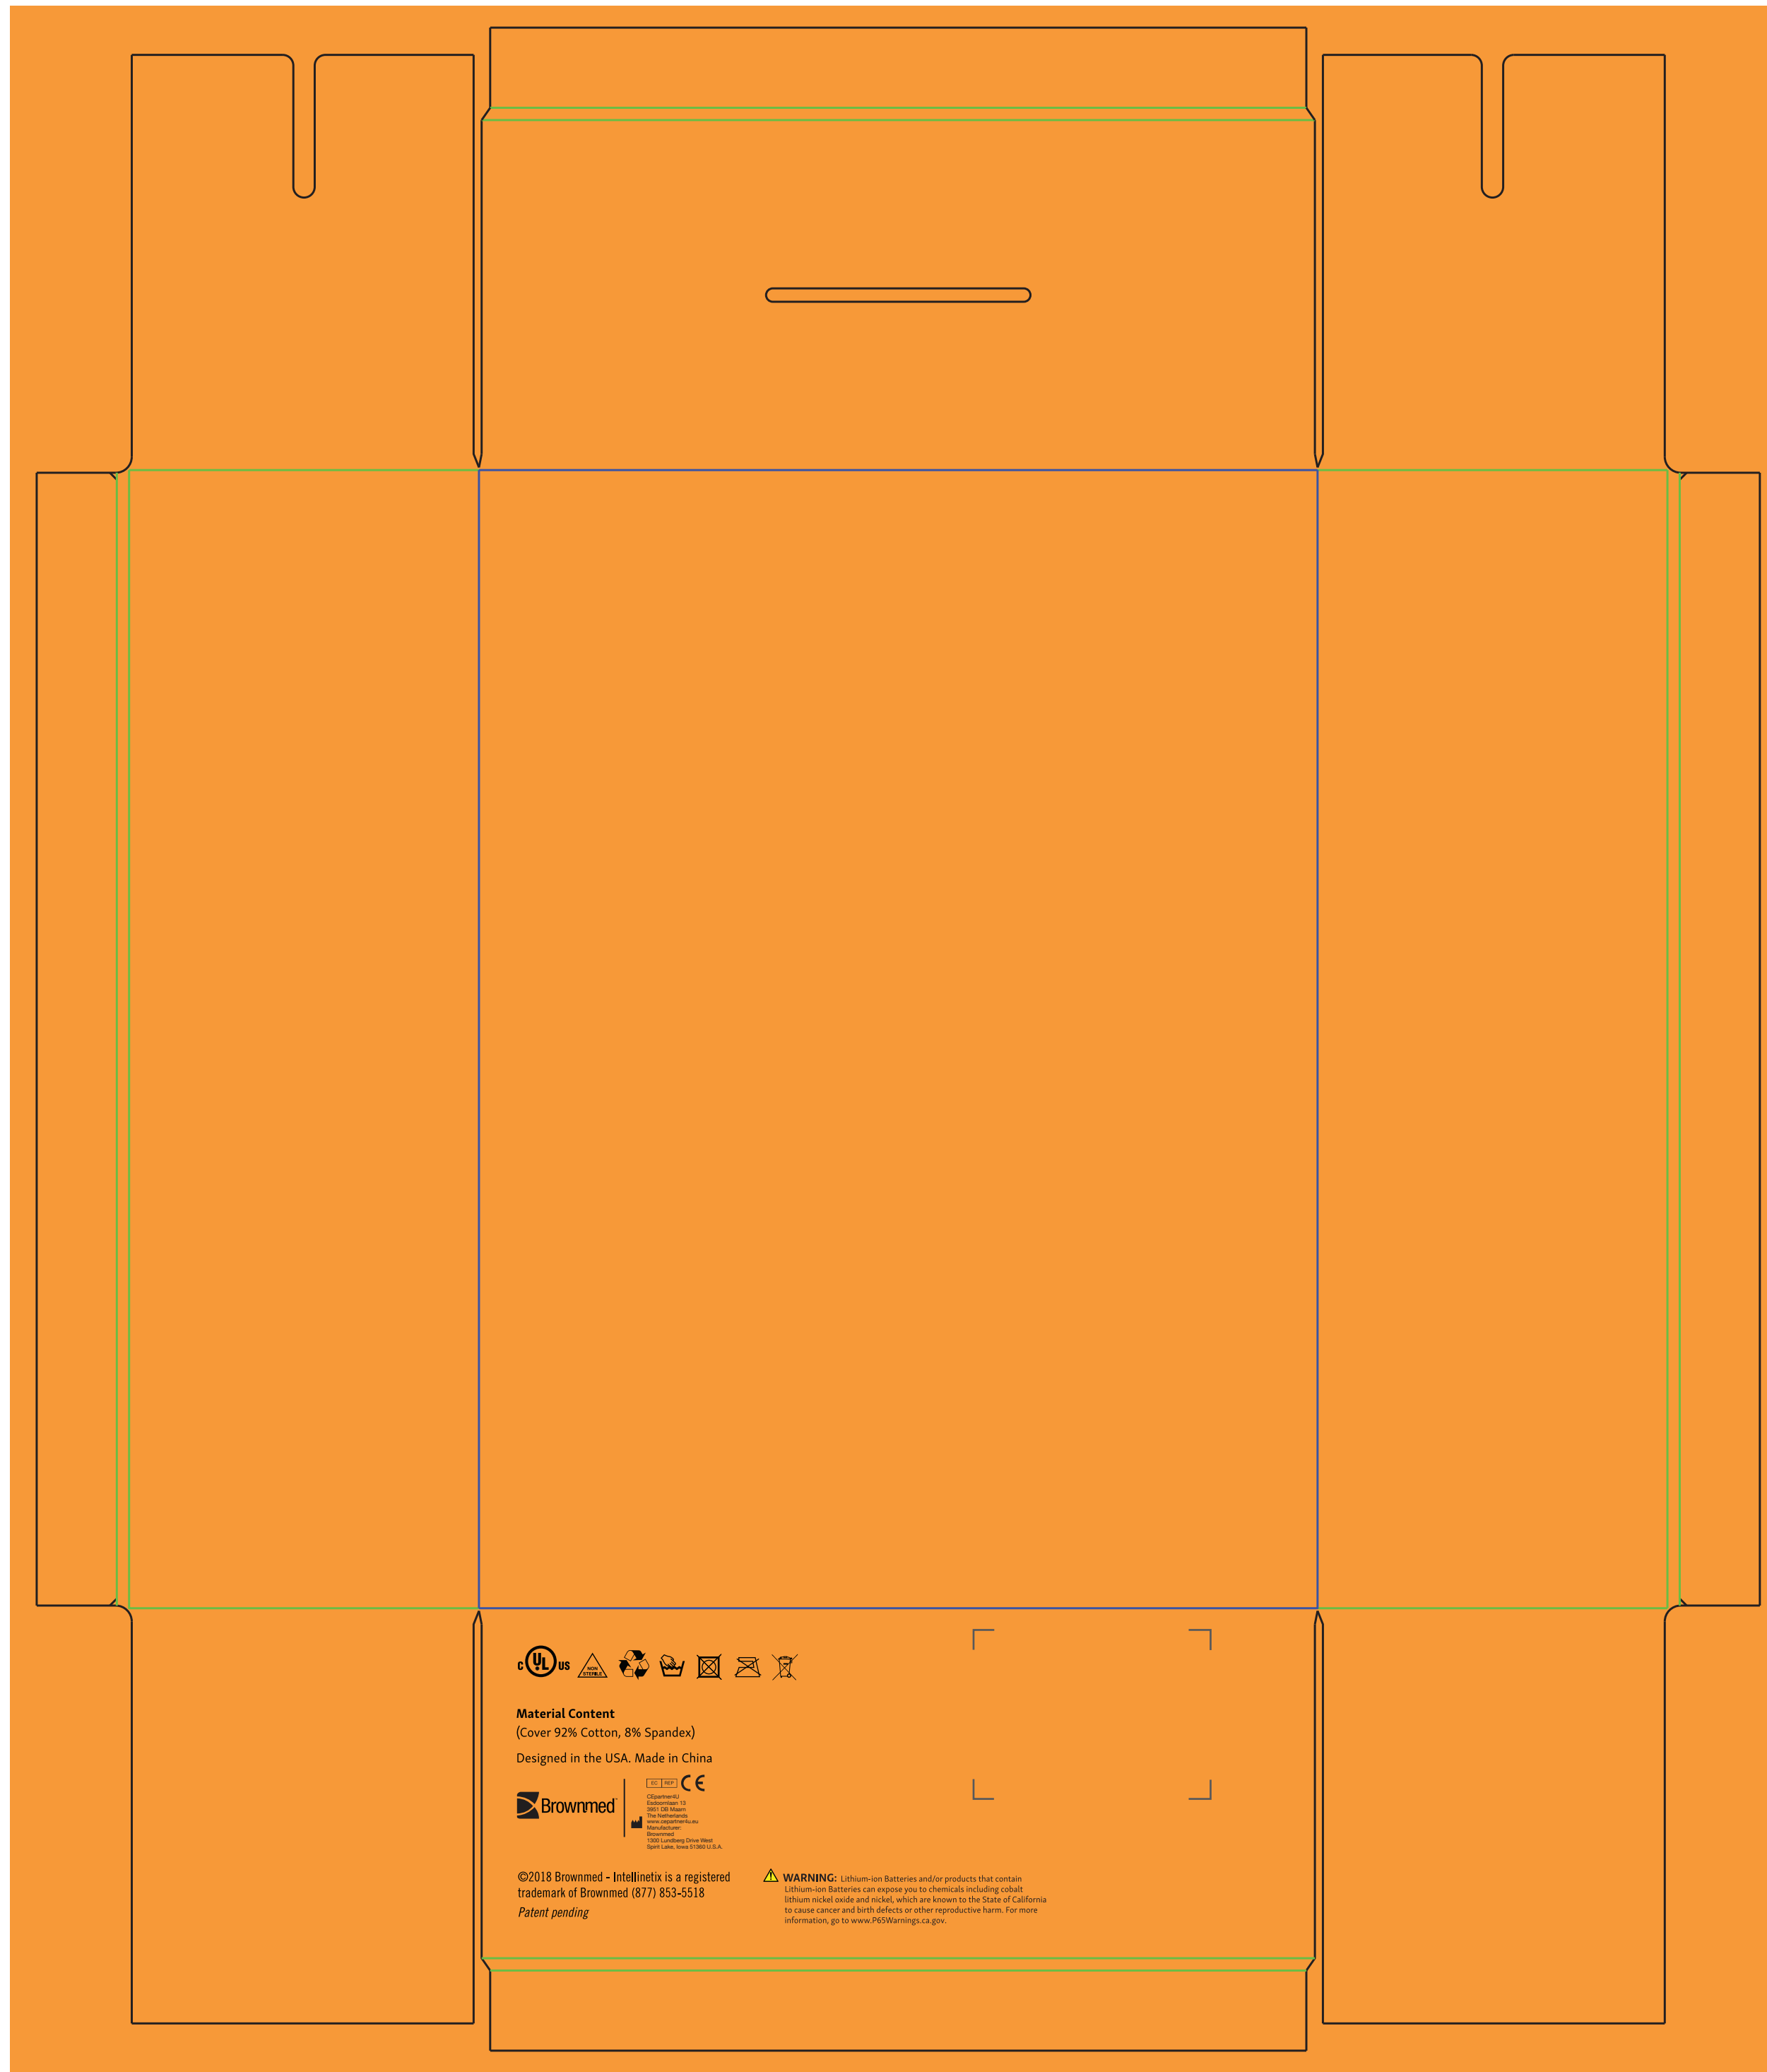 C UL US
NON
STERILE
Material Content
(Cover 92% Cotton, 8% Spandex)
Designed in the USA. Made in China
Brownmed™
EC REP CE
CEpartner4U
Esdoornlaan 13
3951 DB Maarn
The Netherlands
www.cepartner4u.eu
Manufacturer:
Brownmed
1300 Lundberg Drive West
Spirit Lake, Iowa 51360 U.S.A.
©2018 Brownmed - Intellinetix is a registered
trademark of Brownmed (877) 853-5518
Patent pending
WARNING: Lithium-ion Batteries and/or products that contain
Lithium-ion Batteries can expose you to chemicals including cobalt
lithium nickel oxide and nickel, which are known to the State of California
to cause cancer and birth defects or other reproductive harm. For more
information, go to www.P65Warnings.ca.gov.